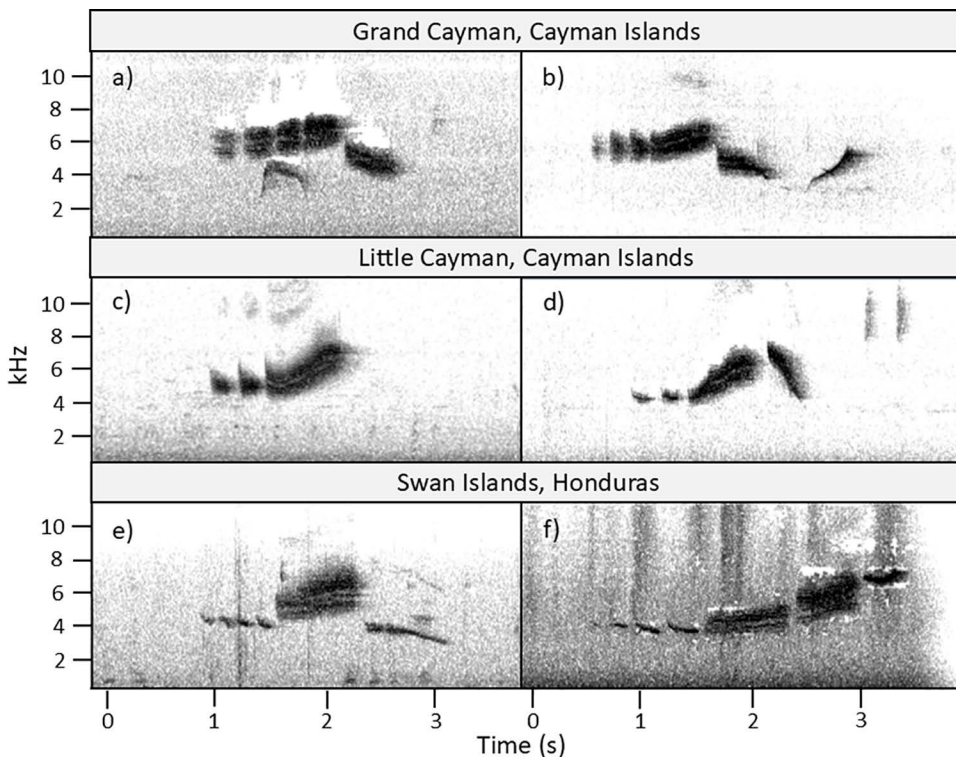 Grand Cayman, Cayman Islands
a)
b)
10
8
6
4
2
Little Cayman, Cayman Islands
c)
d)
10
8
6
4
2
kHz
Swan Islands, Honduras
e)
f)
10
8
6
4
2
0 1 2 3 0 1 2 3
Time (s)